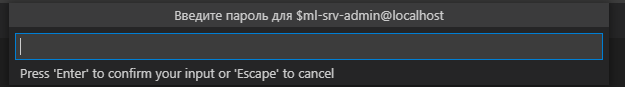 Введите пароль для $ml-srv-admin@localhost
Press 'Enter' to confirm your input or 'Escape' to cancel